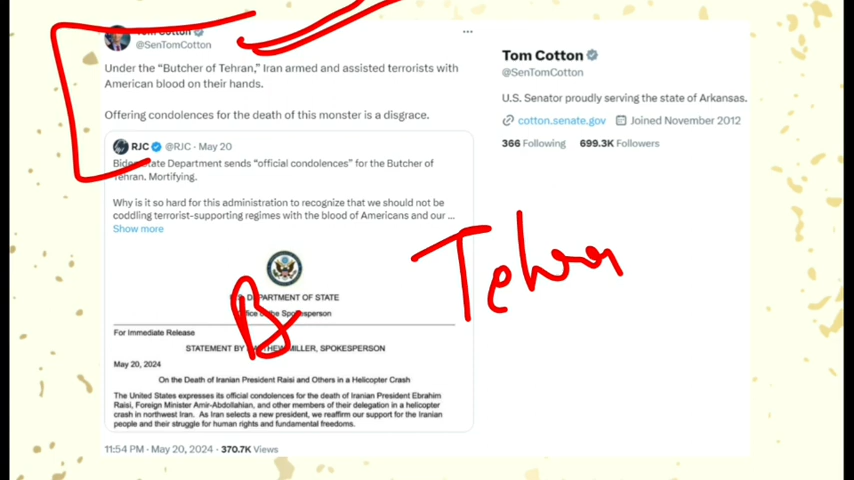 Tom Cotton
@SenTomCotton
Under the “Butcher of Tehran,” Iran armed and assisted terrorists with
American blood on their hands.
Offering condolences for the death of this monster is a disgrace.
RJC @RJC · May 20
Biden State Department sends “official condolences” for the Butcher of
Tehran. Mortifying.
Why is it so hard for this administration to recognize that we should not be
coddling terrorist-supporting regimes with the blood of Americans and our ...
Show more
U.S. DEPARTMENT OF STATE
Office of the Spokesperson
For Immediate Release
STATEMENT BY MATTHEW MILLER, SPOKESPERSON
May 20, 2024
On the Death of Iranian President Raisi and Others in a Helicopter Crash
The United States expresses its official condolences for the death of Iranian President Ebrahim
Raisi, Foreign Minister Amir-Abdollahian, and other members of their delegation in a helicopter
crash in northwest Iran. As Iran selects a new president, we reaffirm our support for the Iranian
people and their struggle for human rights and fundamental freedoms.
11:54 PM · May 20, 2024 · 370.7K Views
Tom Cotton
@SenTomCotton
U.S. Senator proudly serving the state of Arkansas.
cotton.senate.gov Joined November 2012
366 Following 699.3K Followers
B
Tehran